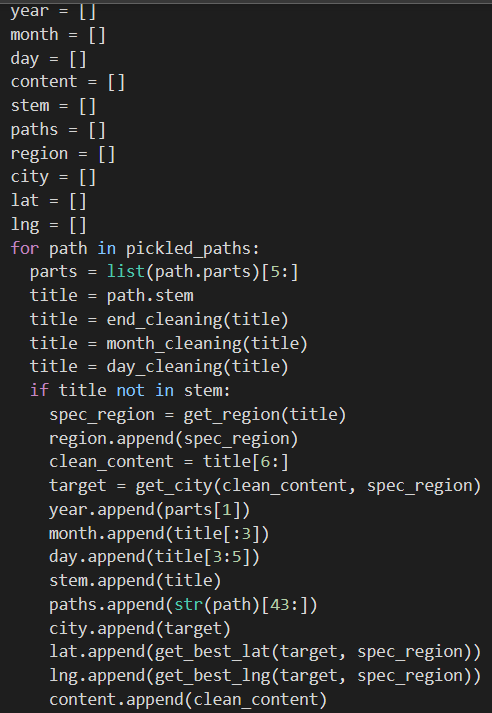 year = []
month = []
day = []
content = []
stem = []
paths = []
region = []
city = []
lat = []
lng = []
for path in pickled_paths:
  parts = list(path.parts)[5:]
  title = path.stem
  title = end_cleaning(title)
  title = month_cleaning(title)
  title = day_cleaning(title)
  if title not in stem:
    spec_region = get_region(title)
    region.append(spec_region)
    clean_content = title[6:]
    target = get_city(clean_content, spec_region)
    year.append(parts[1])
    month.append(title[:3])
    day.append(title[3:5])
    stem.append(title)
    paths.append(str(path)[43:])
    city.append(target)
    lat.append(get_best_lat(target, spec_region))
    lng.append(get_best_lng(target, spec_region))
    content.append(clean_content)